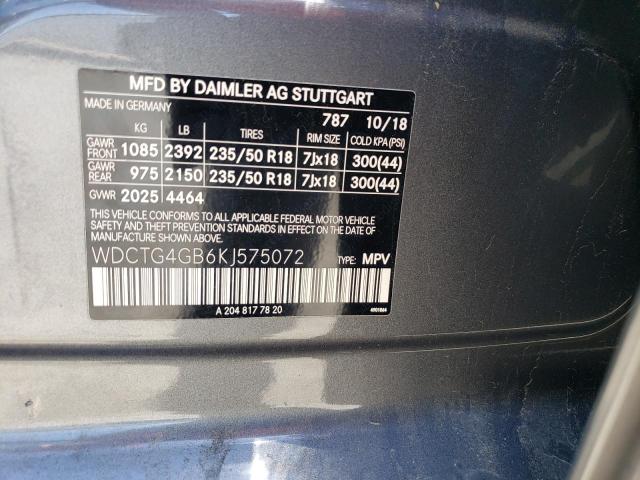 MFD BY DAIMLER AG STUTTGART
MADE IN GERMANY
787 10/18
KG LB TIRES RIM SIZE COLD KPA (PSI)
GAWR FRONT 1085 2392 235/50 R18 7Jx18 300(44)
GAWR REAR 975 2150 235/50 R18 7Jx18 300(44)
GVWR 2025 4464
THIS VEHICLE CONFORMS TO ALL APPLICABLE FEDERAL MOTOR VEHICLE
SAFETY AND THEFT PREVENTION STANDARDS IN EFFECT ON THE DATE
OF MANUFACTURE SHOWN ABOVE.
WDCTG4GB6KJ575072 TYPE: MPV
A 204 817 78 20